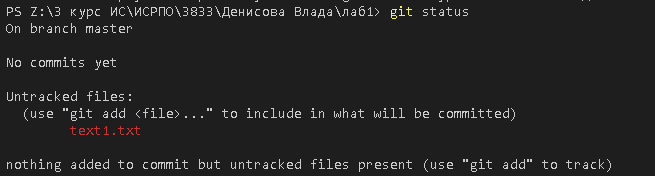 PS Z:\3 курс ИС\ИСРПО\3833\Денисова Влада\лаб1> git status
On branch master
No commits yet
Untracked files:
(use "git add <file>..." to include in what will be committed)
text1.txt
nothing added to commit but untracked files present (use "git add" to track)